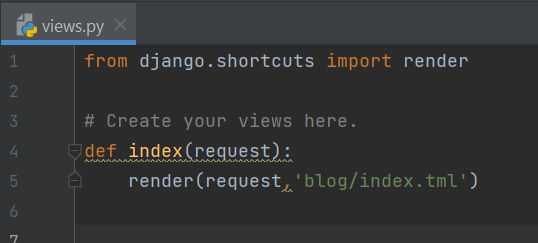 views.py
1 from django.shortcuts import render
2
3 # Create your views here.
4 def index(request):
5     render(request,'blog/index.tml')
6
7